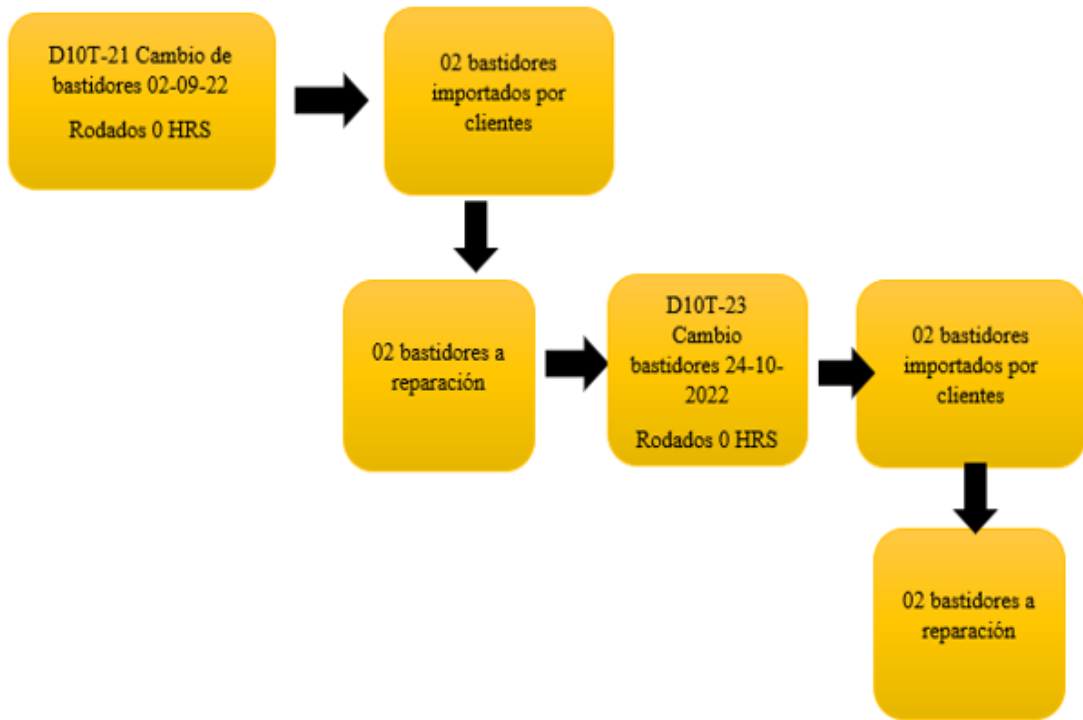 D10T-21 Cambio de
bastidores 02-09-22
Rodados 0 HRS
02 bastidores
importados por
clientes
02 bastidores a
reparación
D10T-23
Cambio
bastidores 24-10-
2022
Rodados 0 HRS
02 bastidores
importados por
clientes
02 bastidores a
reparación